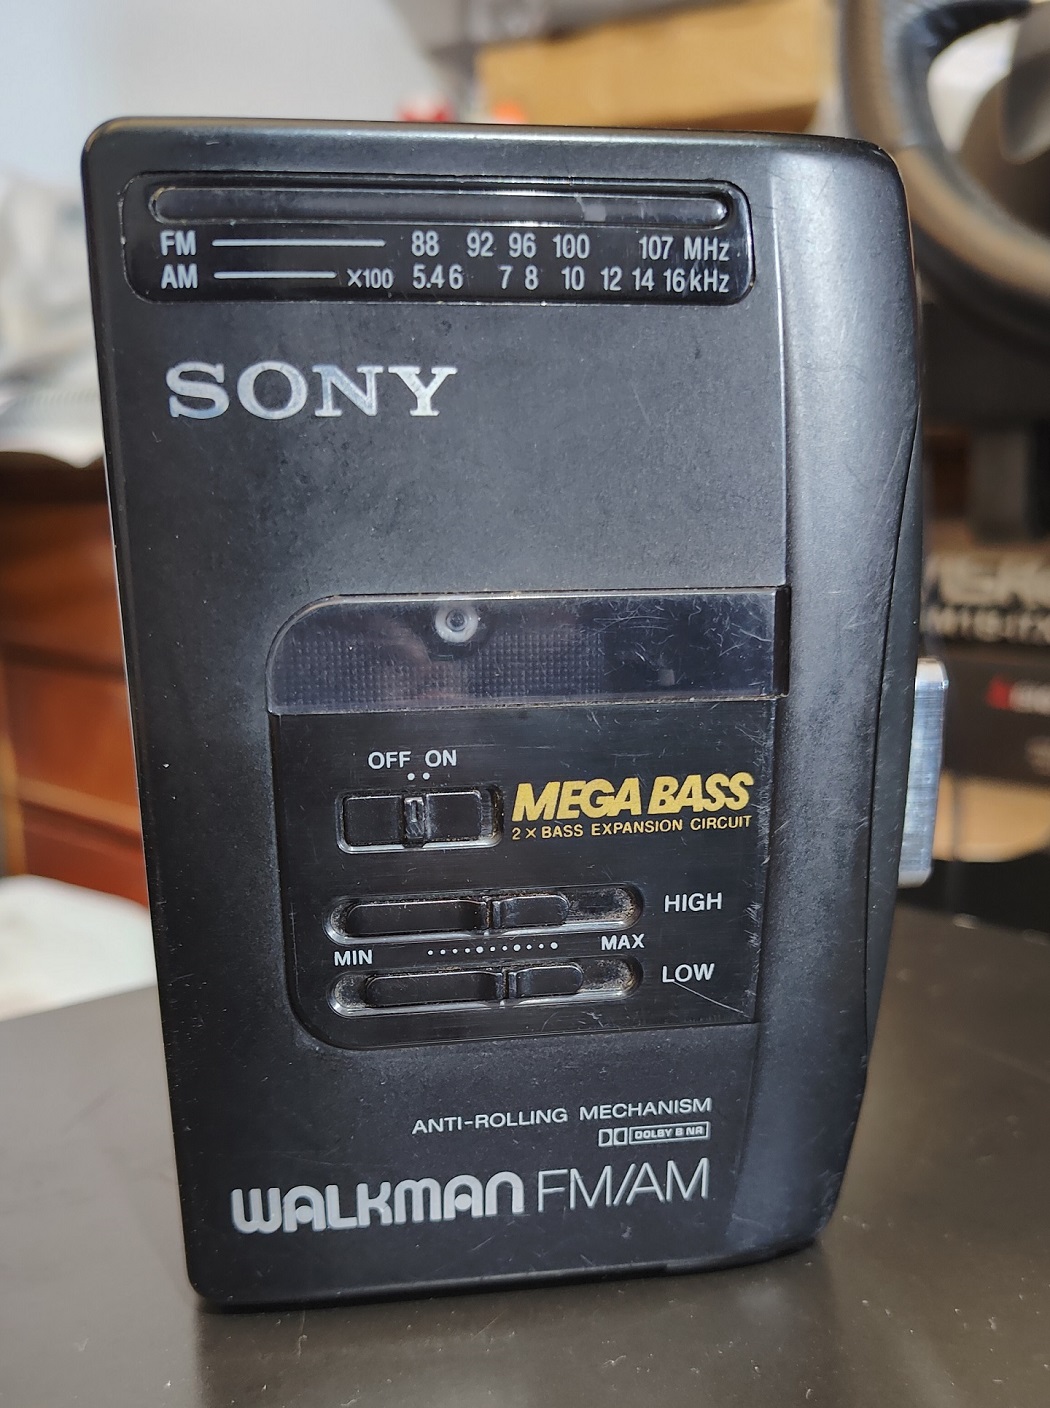 FM 88 92 96 100 107 MHz
AM ×100 5.4 6 7 8 10 12 14 16 kHz
SONY
OFF ON
MEGA BASS
2 × BASS EXPANSION CIRCUIT
HIGH
MIN MAX
LOW
ANTI-ROLLING MECHANISM
DOLBY B NR
WALKMAN FM/AM